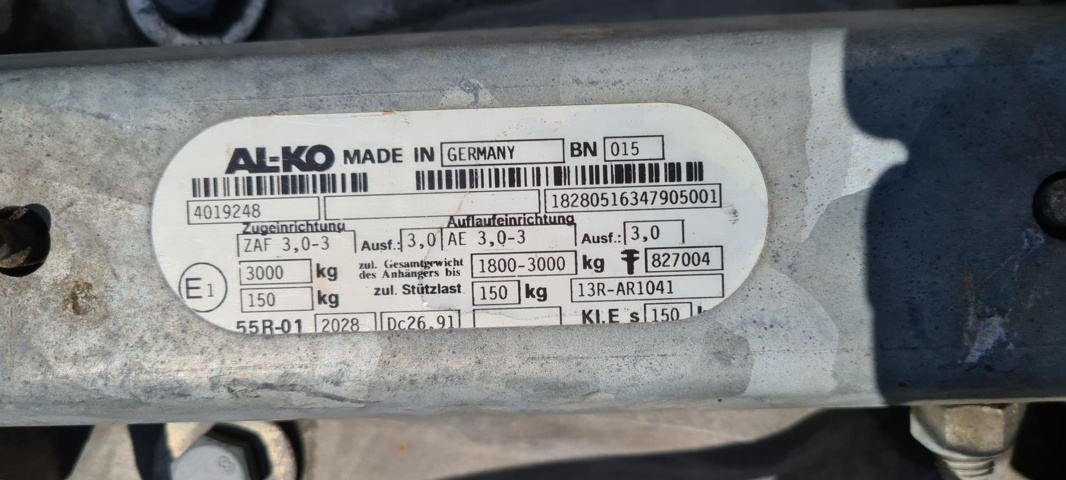 AL-KO MADE IN GERMANY BN 015
4019248 18280516347905001
Zugeinrichtung Auflaufeinrichtung
ZAF 3,0-3 Ausf.: 3,0 AE 3,0-3 Ausf.: 3,0
E1 3000 kg zul. Gesamtgewicht des Anhängers bis 1800-3000 kg 827004
150 kg zul. Stützlast 150 kg 13R-AR1041
55R-01 2028 Dc26,91 Kl.E s 150